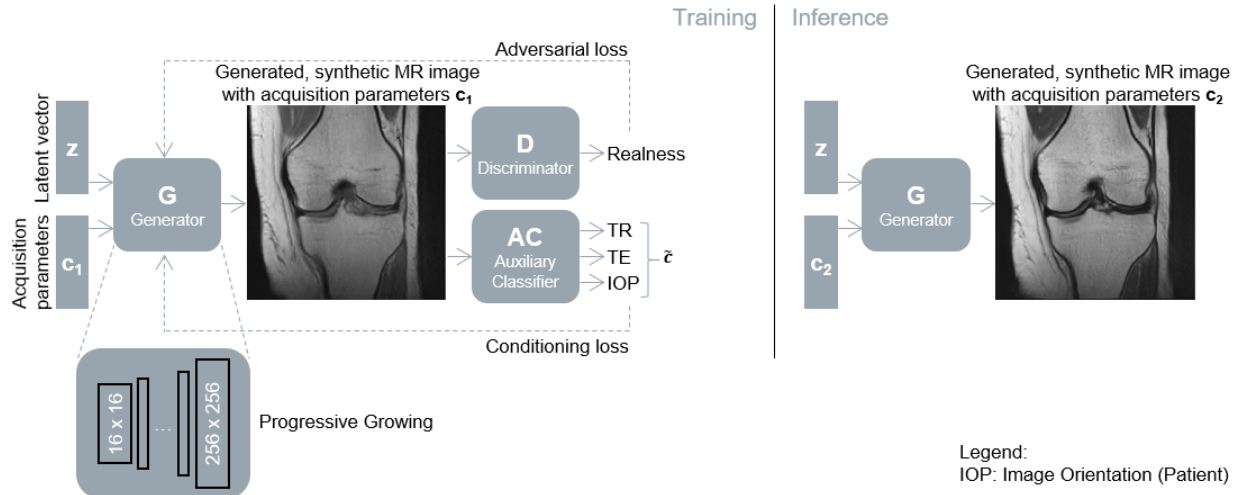 Training
Inference
Adversarial loss
Generated, synthetic MR image
with acquisition parameters c₁
Latent vector
z
Acquisition
parameters
c₁
G
Generator
D
Discriminator
Realness
AC
Auxiliary
Classifier
TR
TE
IOP
c̃
Conditioning loss
16 x 16
...
256 x 256
Progressive Growing
Generated, synthetic MR image
with acquisition parameters c₂
z
c₂
G
Generator
Legend:
IOP: Image Orientation (Patient)